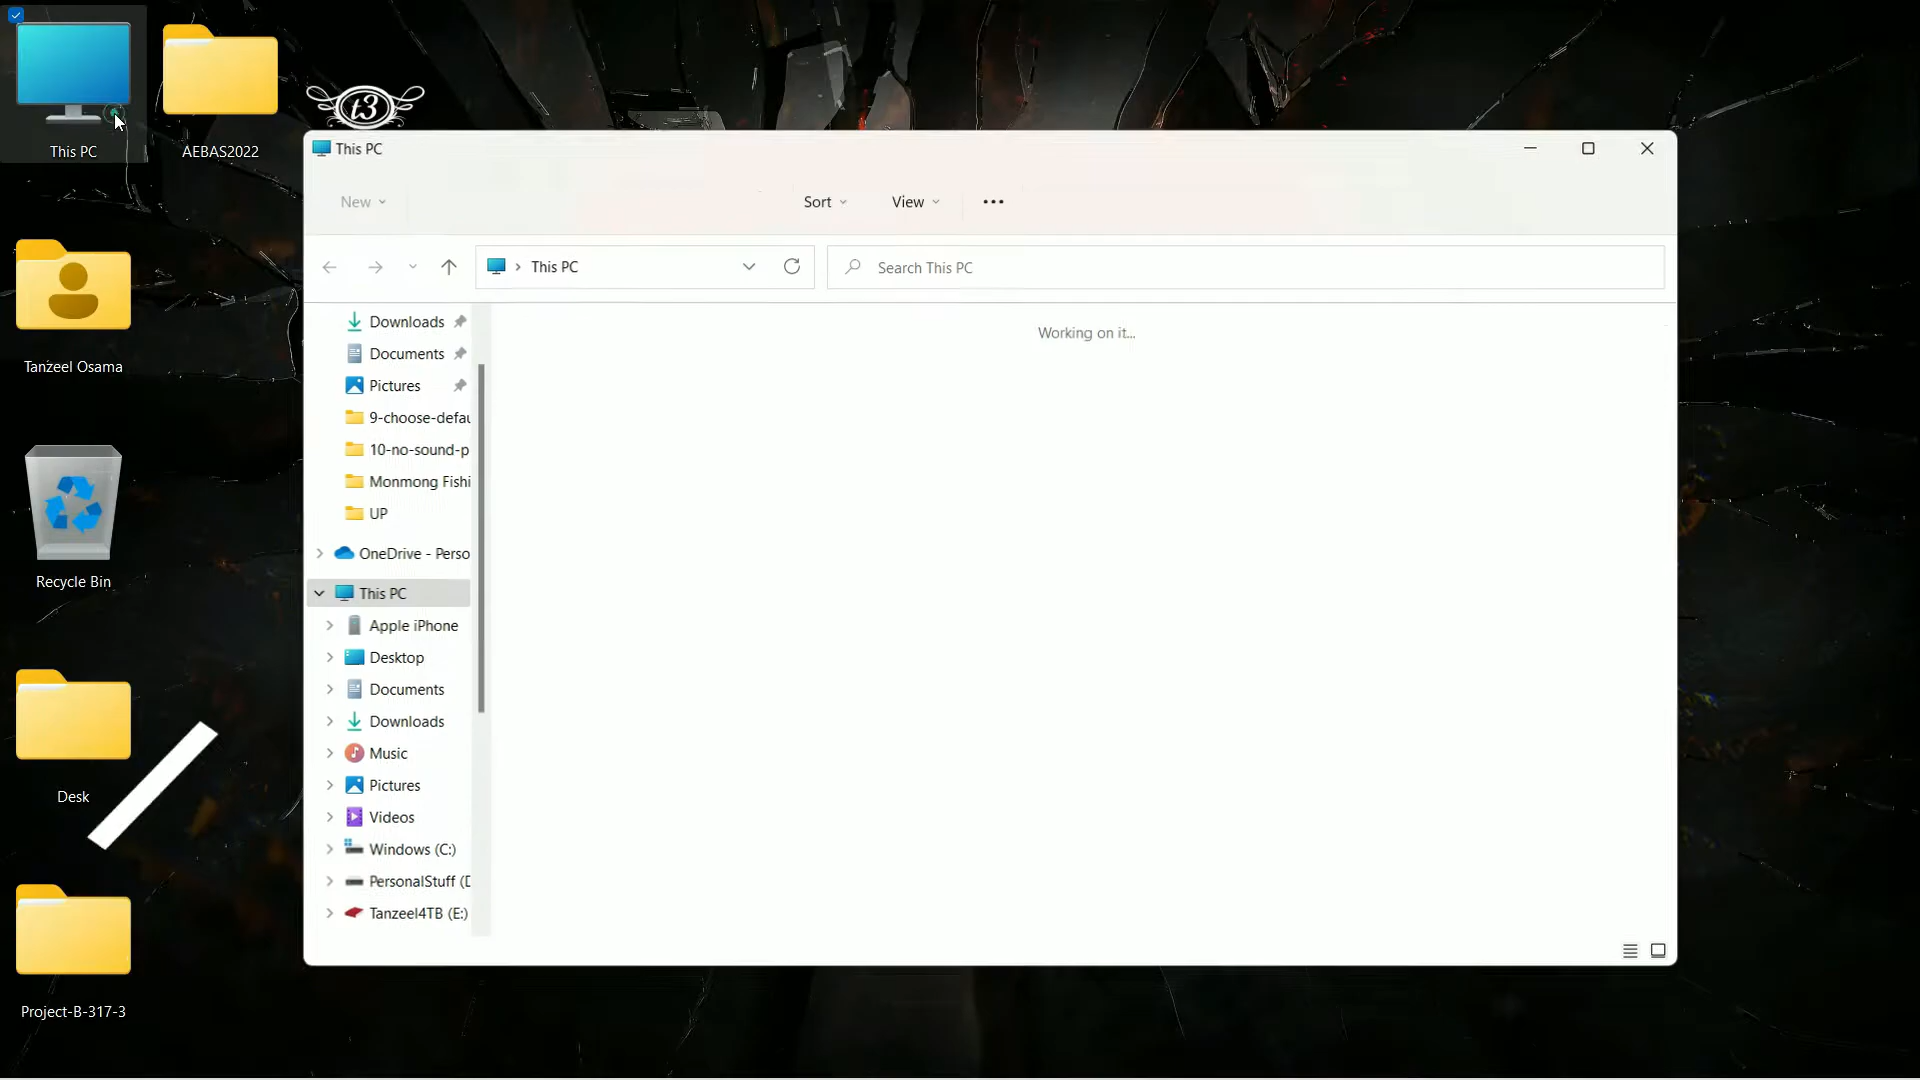 This PC
AEBAS2022
Tanzeel Osama
Recycle Bin
Desk
Project-B-317-3
t3
This PC
New
Sort
View
This PC
Search This PC
Downloads
Documents
Pictures
9-choose-defau
10-no-sound-p
Monmong Fishi
UP
OneDrive - Perso
This PC
Apple iPhone
Desktop
Documents
Downloads
Music
Pictures
Videos
Windows (C:)
PersonalStuff (D
Tanzeel4TB (E:)
Working on it...